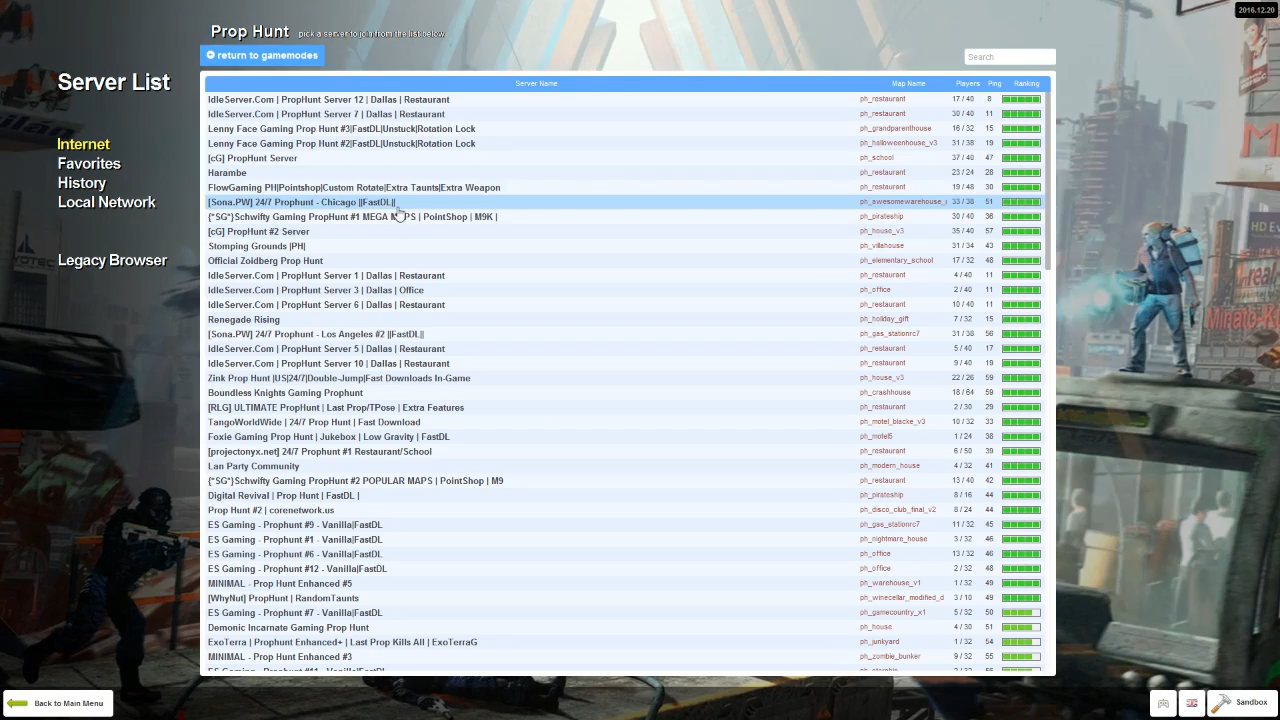 2016.12.20
Prop Hunt pick a server to join from the list below.
return to gamemodes
Search
Server List
Internet
Favorites
History
Local Network
Legacy Browser
Server Name Map Name Players Ping Ranking
IdleServer.Com | PropHunt Server 12 | Dallas | Restaurant ph_restaurant 17 / 40 8
IdleServer.Com | PropHunt Server 7 | Dallas | Restaurant ph_restaurant 30 / 40 11
Lenny Face Gaming Prop Hunt #3|FastDL|Unstuck|Rotation Lock ph_grandparenthouse 16 / 32 15
Lenny Face Gaming Prop Hunt #2|FastDL|Unstuck|Rotation Lock ph_halloweenhouse_v3 31 / 38 19
[cG] PropHunt Server ph_school 37 / 40 47
Harambe ph_restaurant 23 / 24 28
FlowGaming PH|Pointshop|Custom Rotate|Extra Taunts|Extra Weapon ph_restaurant 19 / 48 30
[Sona.PW] 24/7 Prophunt - Chicago ||FastDL|| ph_awesomewarehouse_ 33 / 38 51
{*SG*}Schwifty Gaming PropHunt #1 MEGA MAPS | PointShop | M9K | ph_pirateship 30 / 40 36
[cG] PropHunt #2 Server ph_house_v3 35 / 40 57
Stomping Grounds |PH| ph_villahouse 31 / 34 43
Official Zoidberg Prop Hunt ph_elementary_school 17 / 32 48
IdleServer.Com | PropHunt Server 1 | Dallas | Restaurant ph_restaurant 4 / 40 11
IdleServer.Com | PropHunt Server 3 | Dallas | Office ph_office 2 / 40 11
IdleServer.Com | PropHunt Server 6 | Dallas | Restaurant ph_restaurant 10 / 40 11
Renegade Rising ph_holiday_gift 7 / 32 15
[Sona.PW] 24/7 Prophunt - Los Angeles #2 ||FastDL|| ph_gas_stationrc7 31 / 38 56
IdleServer.Com | PropHunt Server 5 | Dallas | Restaurant ph_restaurant 5 / 40 17
IdleServer.Com | PropHunt Server 10 | Dallas | Restaurant ph_restaurant 9 / 40 19
Zink Prop Hunt |US|24/7|Double-Jump|Fast Downloads In-Game ph_house_v3 22 / 26 59
Boundless Knights Gaming Prophunt ph_crashhouse 18 / 64 59
[RLG] ULTIMATE PropHunt | Last Prop/TPose | Extra Features ph_restaurant 2 / 30 29
TangoWorldWide | 24/7 Prop Hunt | Fast Download ph_motel_blacke_v3 10 / 32 33
Foxie Gaming Prop Hunt | Jukebox | Low Gravity | FastDL ph_motel5 1 / 24 38
[projectonyx.net] 24/7 Prophunt #1 Restaurant/School ph_restaurant 6 / 50 39
Lan Party Community ph_modern_house 4 / 32 41
{*SG*}Schwifty Gaming PropHunt #2 POPULAR MAPS | PointShop | M9 ph_restaurant 13 / 40 42
Digital Revival | Prop Hunt | FastDL | ph_pirateship 8 / 16 44
Prop Hunt #2 | corenetwork.us ph_disco_club_final_v2 8 / 24 44
ES Gaming - Prophunt #9 - Vanilla|FastDL ph_gas_stationrc7 11 / 32 45
ES Gaming - Prophunt #1 - Vanilla|FastDL ph_nightmare_house 3 / 32 46
ES Gaming - Prophunt #6 - Vanilla|FastDL ph_office 13 / 32 46
ES Gaming - Prophunt #12 - Vanilla|FastDL ph_office 2 / 32 48
MINIMAL - Prop Hunt Enhanced #5 ph_warehouse_v1 1 / 32 49
[WhyNut] PropHunt | RandomTaunts ph_winecellar_modified_d 3 / 10 49
ES Gaming - Prophunt #7 - Vanilla|FastDL ph_gamecountry_x1 5 / 32 50
Demonic Incarnate Gaming Prop Hunt ph_house 4 / 30 51
ExoTerra | Prophunt Enhanced+ | Last Prop Kills All | ExoTerraG ph_junkyard 1 / 32 54
MINIMAL - Prop Hunt Enhanced #3 ph_zombie_bunker 9 / 32 55
Back to Main Menu
Sandbox